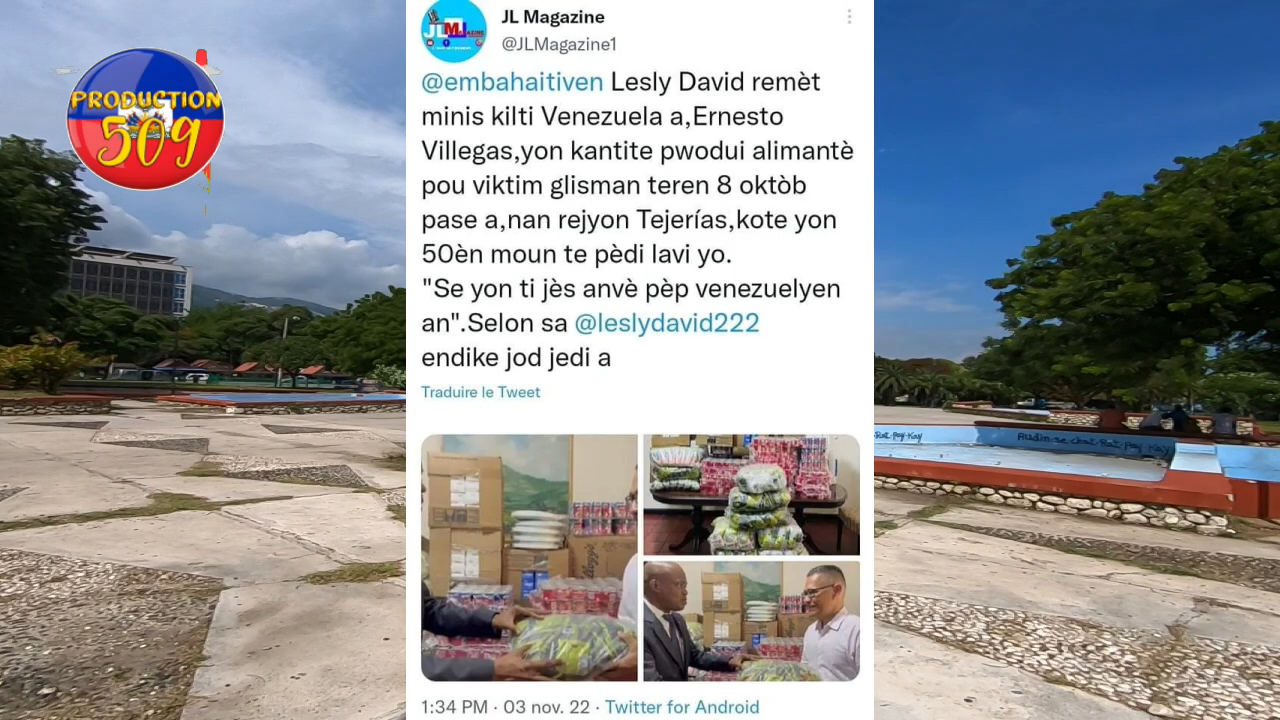 PRODUCTION
509
JL Magazine
@JLMagazine1
@embahaitiven Lesly David remèt
minis kilti Venezuela a,Ernesto
Villegas,yon kantite pwodui alimantè
pou viktim glisman teren 8 oktòb
pase a,nan rejyon Tejerías,kote yon
50èn moun te pèdi lavi yo.
"Se yon ti jès anvè pèp venezuelyen
an".Selon sa @leslydavid222
endike jod jedi a
Traduire le Tweet
Kellogg's
1:34 PM · 03 nov. 22 · Twitter for Android